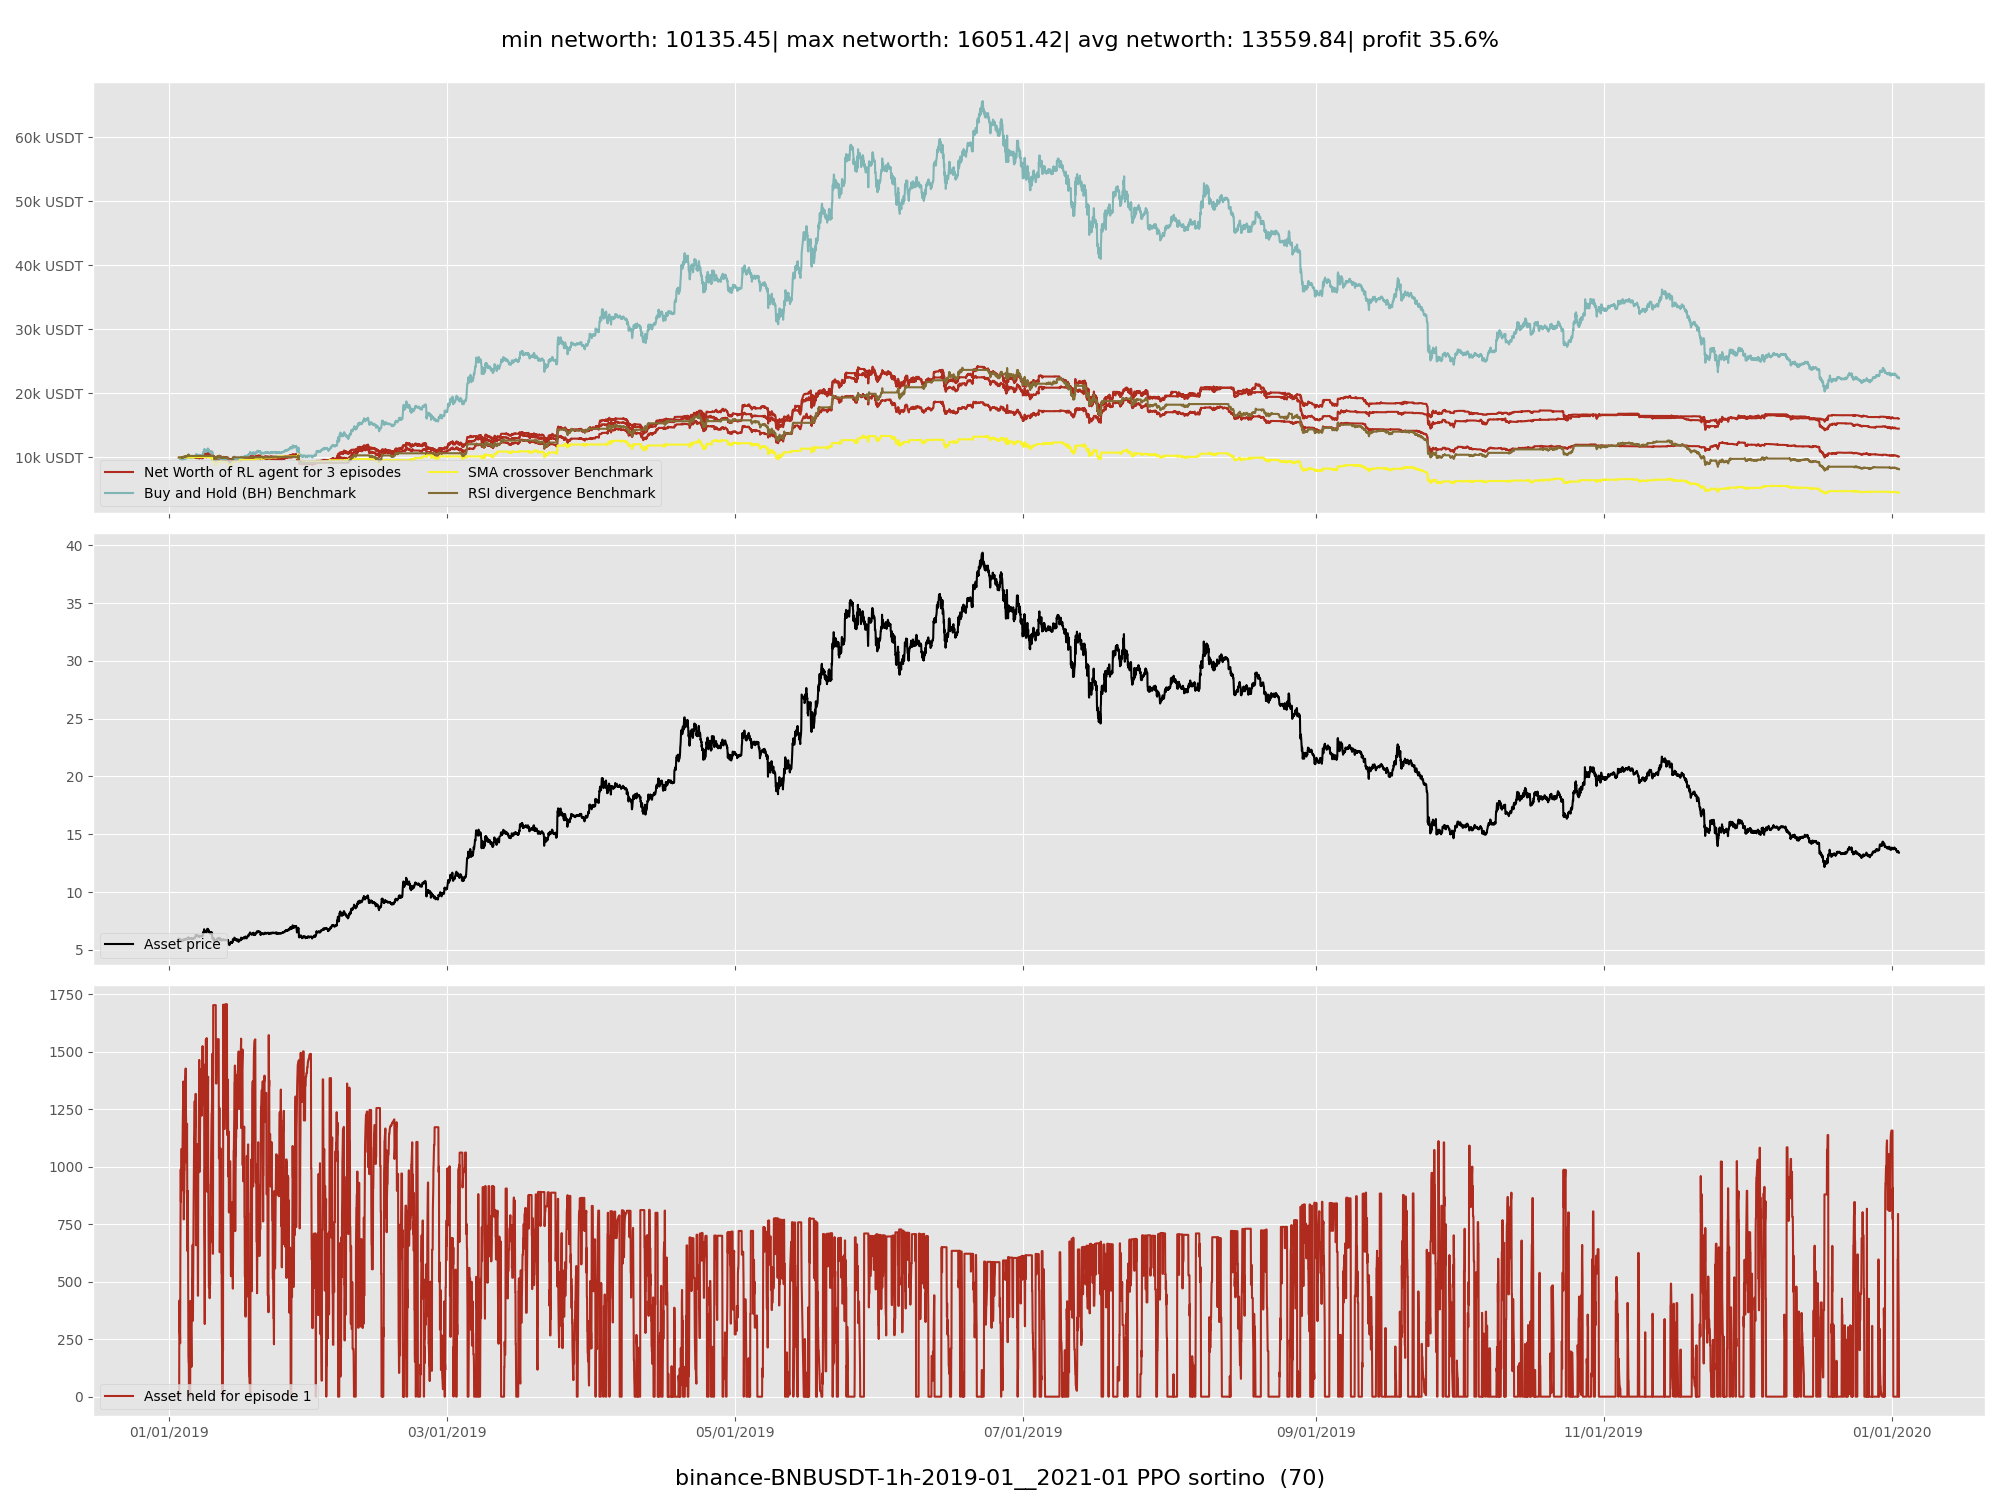 min networth: 10135.45| max networth: 16051.42| avg networth: 13559.84| profit 35.6%
60k USDT
50k USDT
40k USDT
30k USDT
20k USDT
10k USDT
Net Worth of RL agent for 3 episodes
Buy and Hold (BH) Benchmark
SMA crossover Benchmark
RSI divergence Benchmark
40
35
30
25
20
15
10
5
Asset price
1750
1500
1250
1000
750
500
250
0
Asset held for episode 1
01/01/2019 03/01/2019 05/01/2019 07/01/2019 09/01/2019 11/01/2019 01/01/2020
binance-BNBUSDT-1h-2019-01__2021-01 PPO sortino (70)